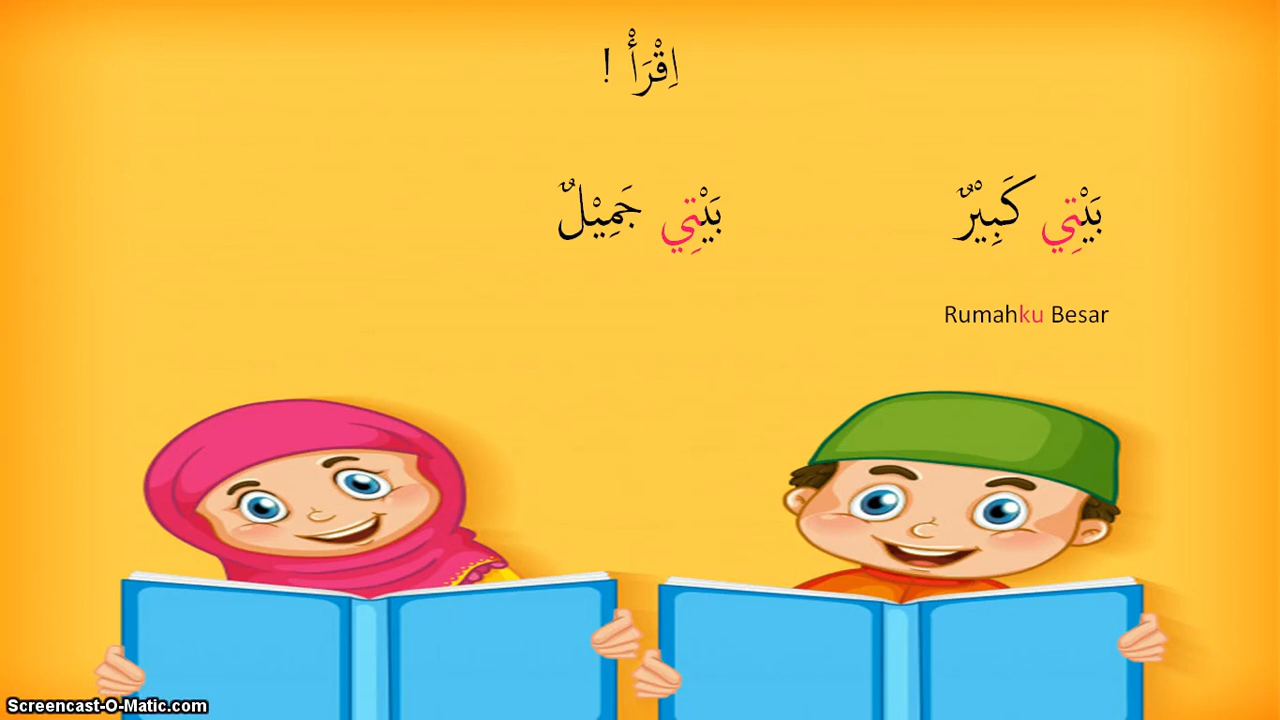 اِقْرَأْ !
بَيْتِي كَبِيْرٌ
بَيْتِي جَمِيْلٌ
Rumahku Besar
Screencast-O-Matic.com